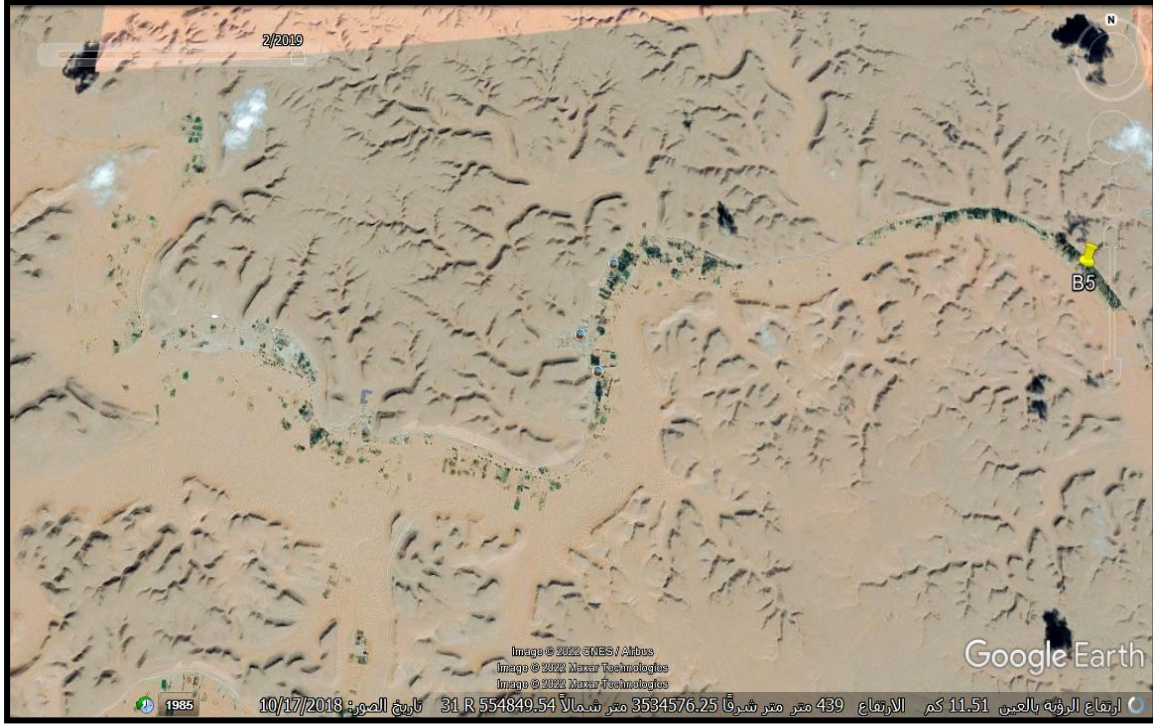 2/2019
N
B5
Image © 2022 CNES / Airbus
Image © 2022 Maxar Technologies
Image © 2022 Maxar Technologies
Google Earth
1985
تاريخ الصور: 10/17/2018 31 R 554849.54 متر شرقًا 3534576.25 متر شمالاً الارتفاع 439 متر ارتفاع الرؤية بالعين 11.51 كم